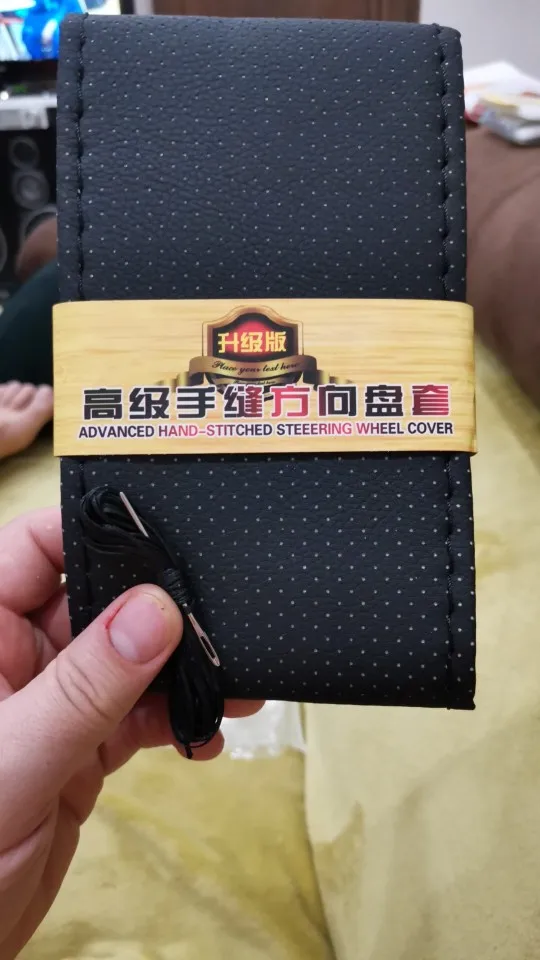 升级版
Place your text here
高级手缝方向盘套
ADVANCED HAND-STITCHED STEEERING WHEEL COVER